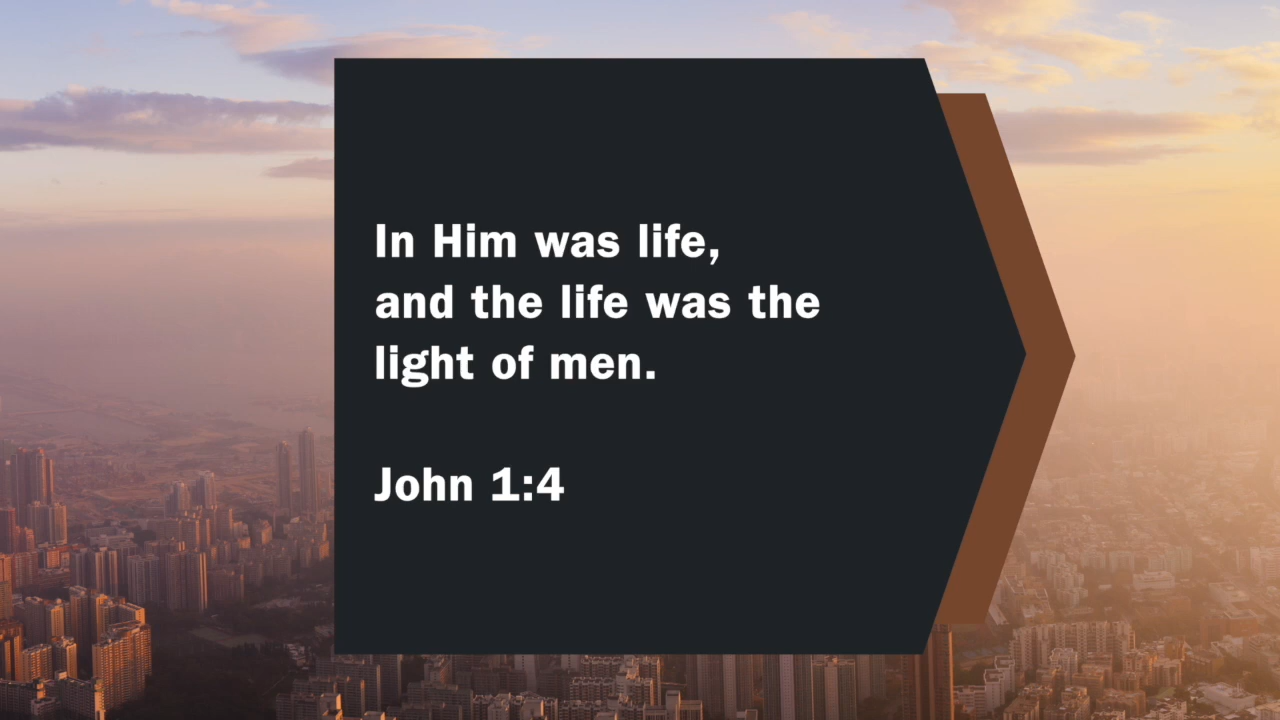 In Him was life,
and the life was the
light of men.
John 1:4